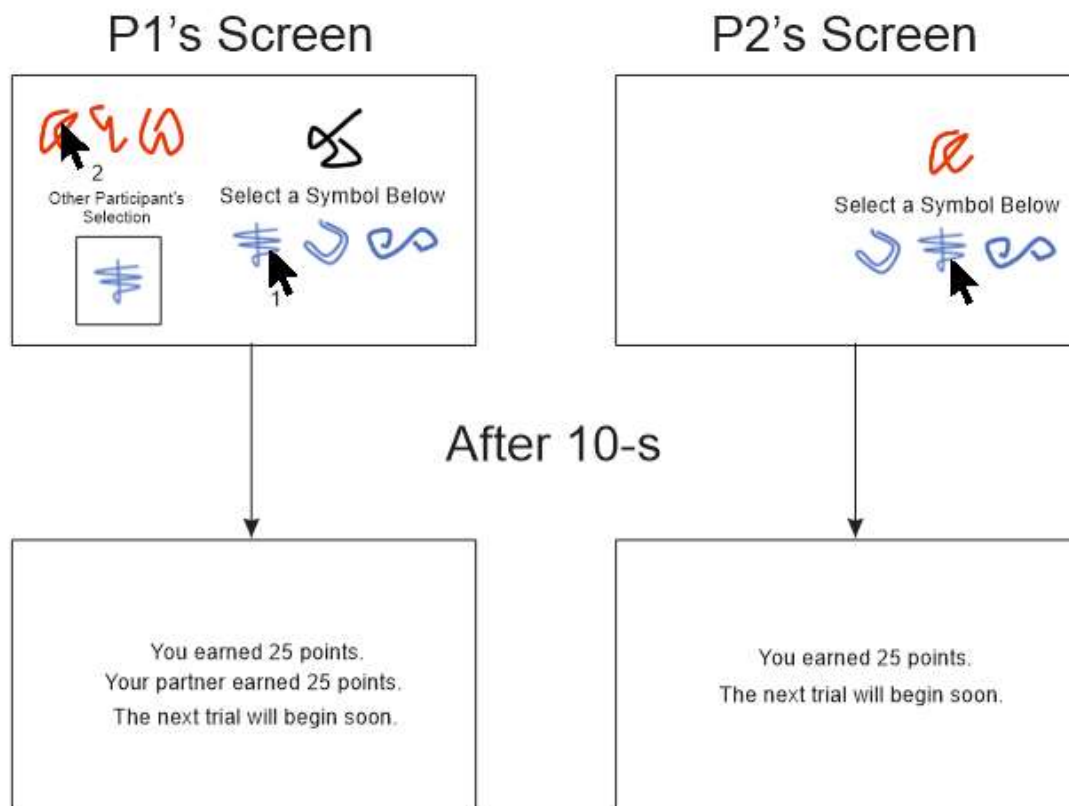 P1's Screen
P2's Screen
2
Other Participant's
Selection
Select a Symbol Below
1
Select a Symbol Below
After 10-s
You earned 25 points.
Your partner earned 25 points.
The next trial will begin soon.
You earned 25 points.
The next trial will begin soon.